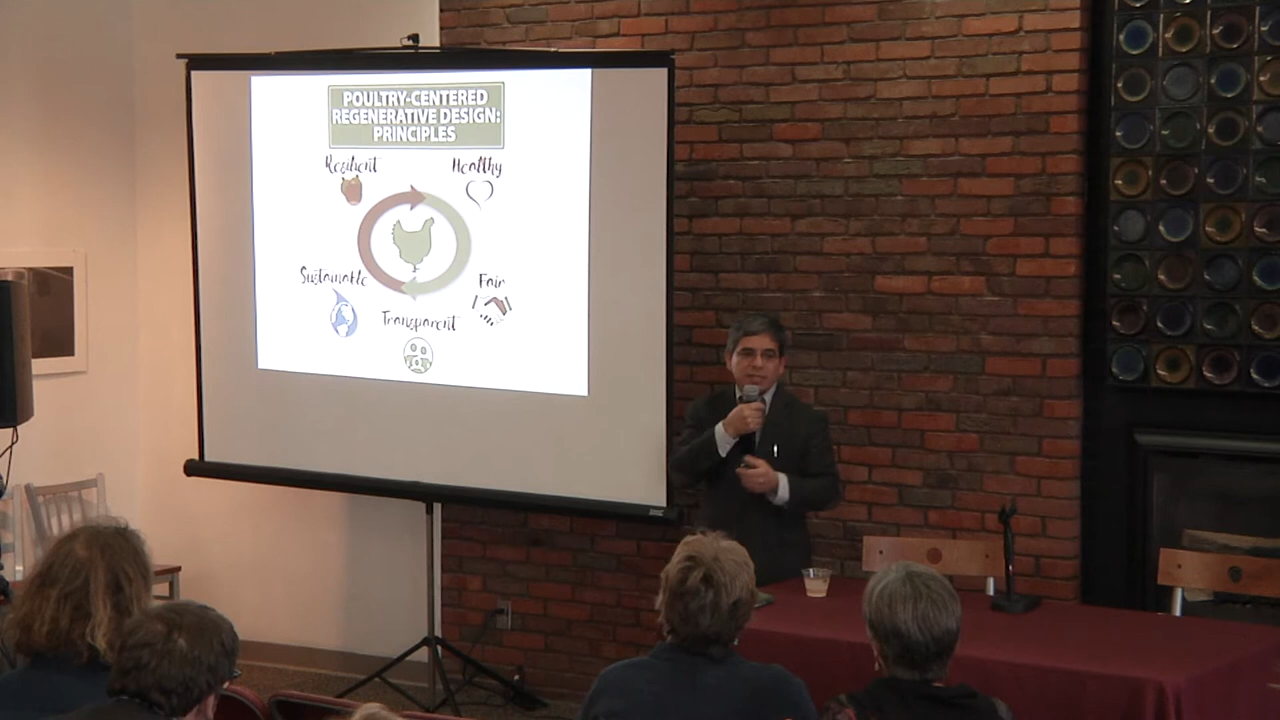 POULTRY-CENTERED
REGENERATIVE DESIGN:
PRINCIPLES
Resilient
Healthy
Sustainable
Fair
Transparent